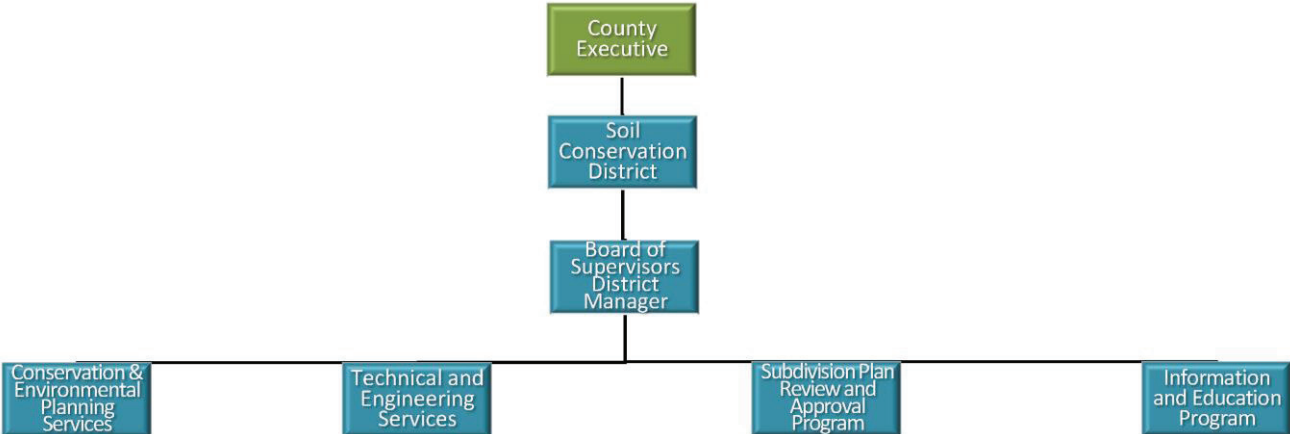 County
Executive
Soil
Conservation
District
Board of
Supervisors
District
Manager
Conservation &
Environmental
Planning
Services
Technical and
Engineering
Services
Subdivision Plan
Review and
Approval
Program
Information
and Education
Program